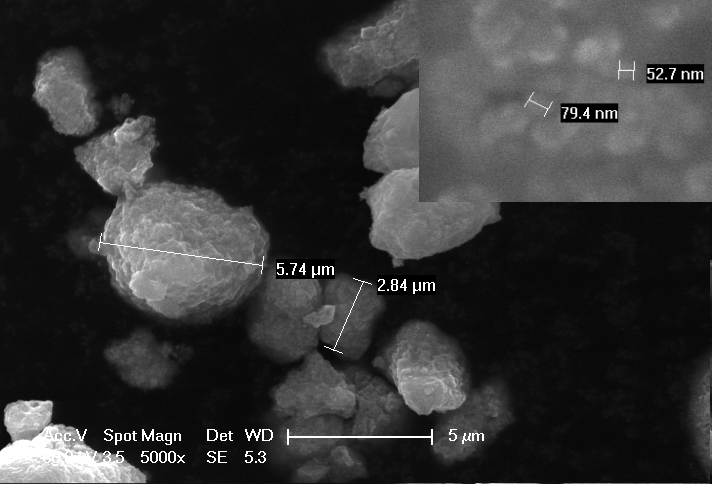 52.7 nm
79.4 nm
5.74 µm
2.84 µm
Acc.V Spot Magn Det WD 5 µm
3.5 5000x SE 5.3